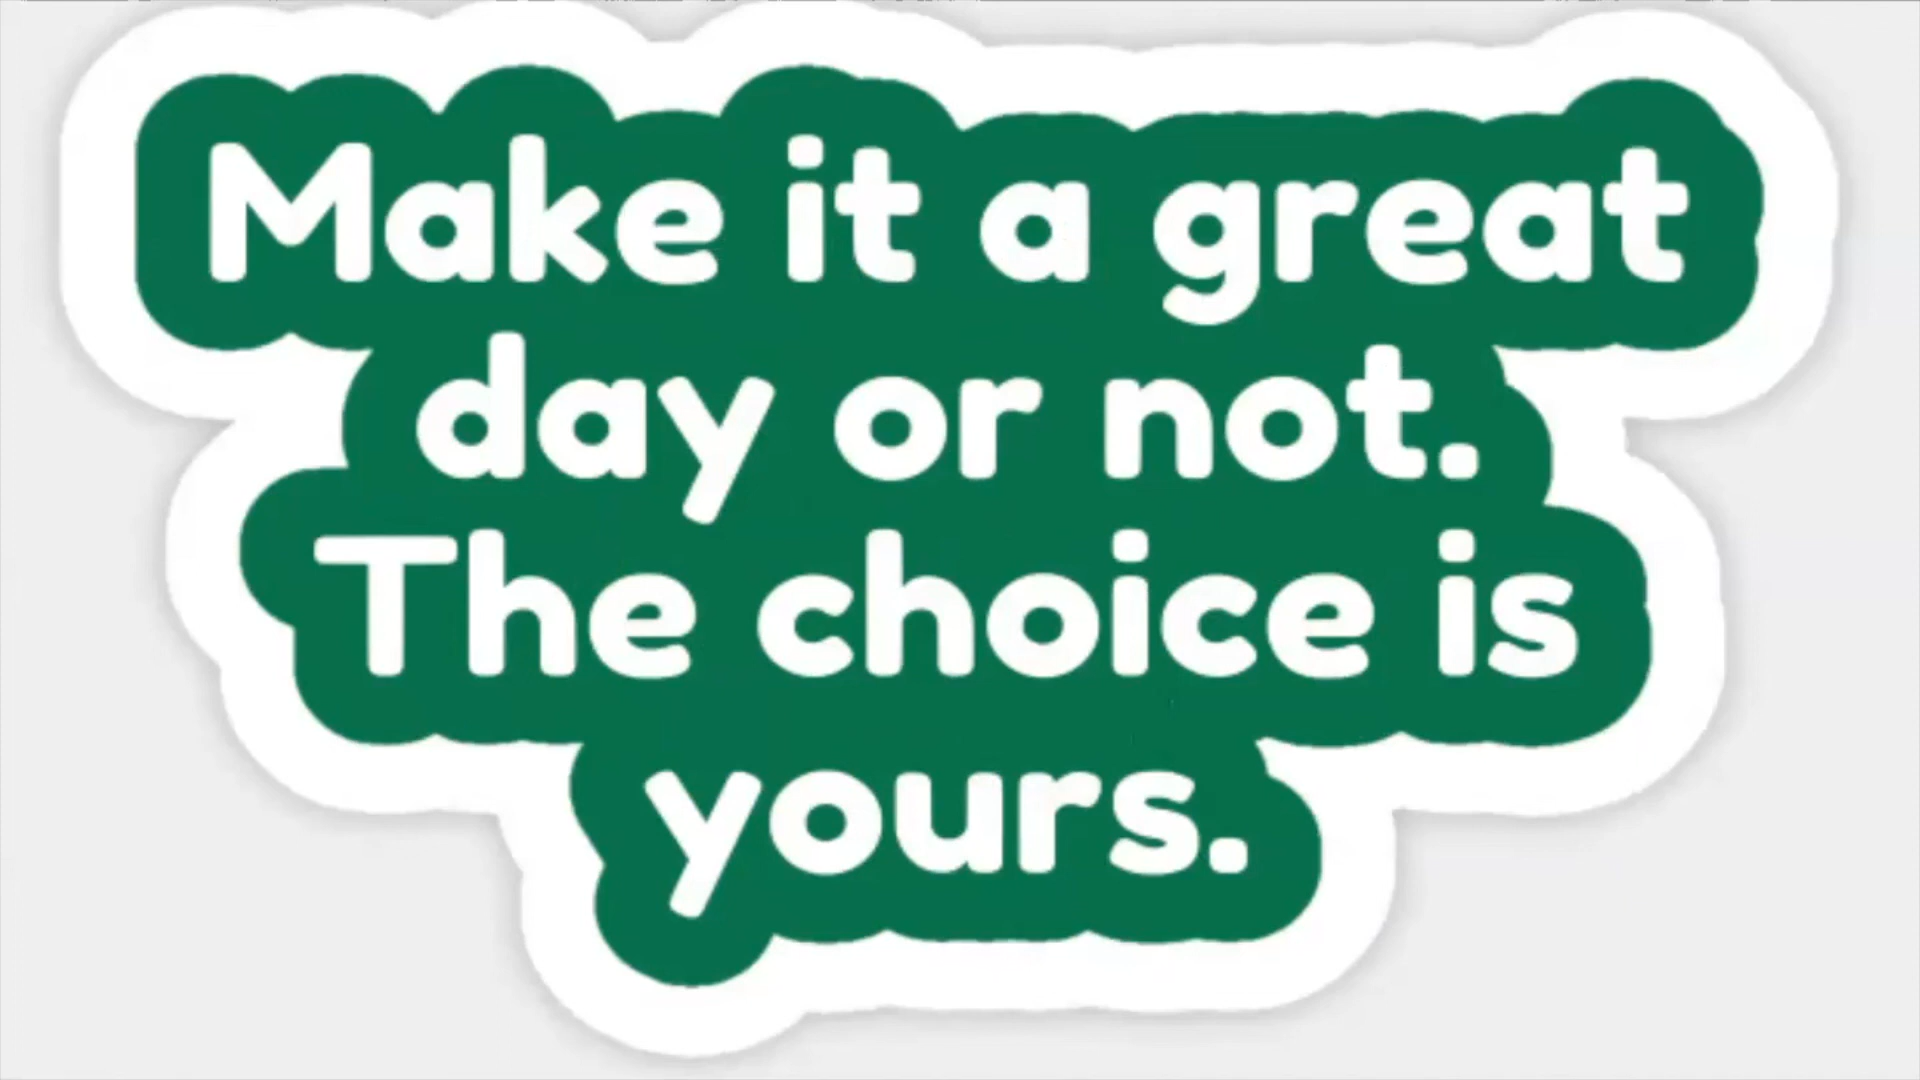 Make it a great
day or not.
The choice is
yours.